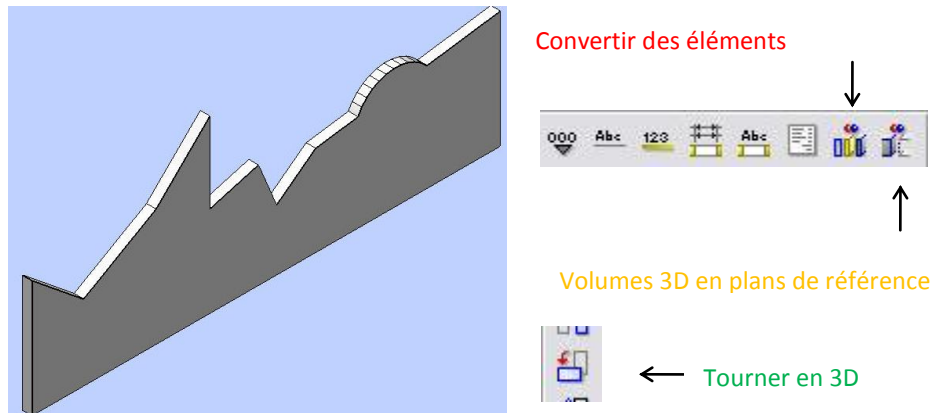 Convertir des éléments
000 Abc 123 Abc
Volumes 3D en plans de référence
Tourner en 3D